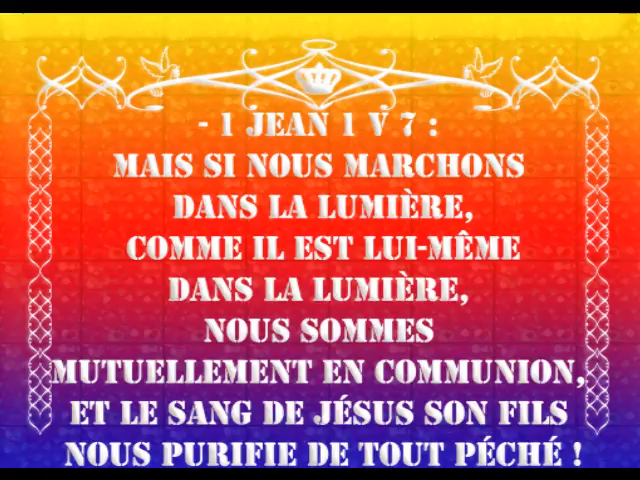 - 1 JEAN 1 V 7 :
MAIS SI NOUS MARCHONS
DANS LA LUMIÈRE,
COMME IL EST LUI-MÊME
DANS LA LUMIÈRE,
NOUS SOMMES
MUTUELLEMENT EN COMMUNION,
ET LE SANG DE JÉSUS SON FILS
NOUS PURIFIE DE TOUT PÉCHÉ !